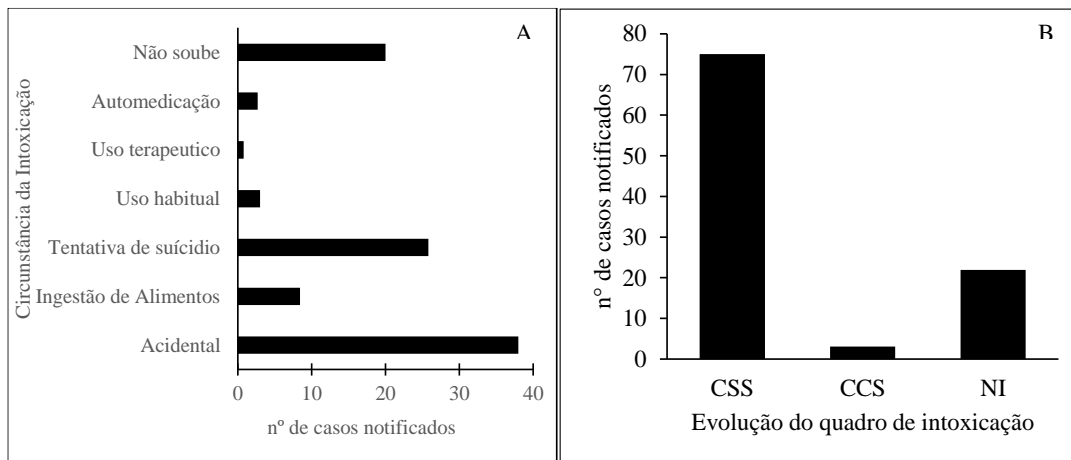 A
Circunstância da Intoxicação
Não soube
Automedicação
Uso terapeutico
Uso habitual
Tentativa de suícidio
Ingestão de Alimentos
Acidental
0 10 20 30 40
nº de casos notificados
B
n° de casos notificados
80
70
60
50
40
30
20
10
0
CSS CCS NI
Evolução do quadro de intoxicação